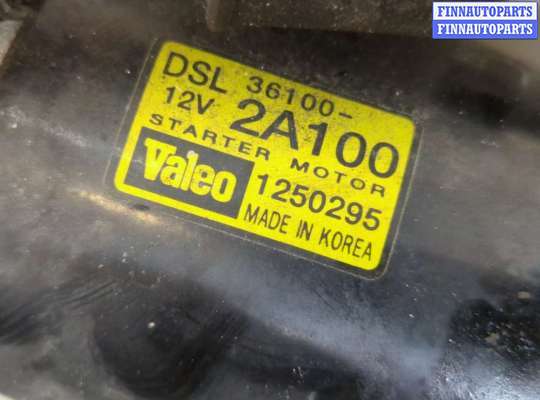 FINNAUTOPARTS
FINNAUTOPARTS
DSL 36100-
12V 2A100
STARTER MOTOR
Valeo 1250295
MADE IN KOREA